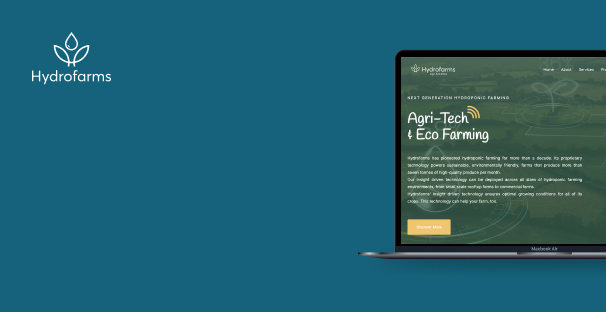 Hydrofarms
Hydrofarms
Home About Services
NEXT GENERATION HYDROPONIC FARMING
Agri-Tech
& Eco Farming
Hydrofarms has pioneered hydroponic farming for more than a decade. Its proprietary
technology powers sustainable, environmentally friendly, farms that produce more than
seven tonnes of high-quality produce per month.
Our insight driven technology can be deployed across all sizes of hydroponic farming
environments, from small scale rooftop farms to commercial farms.
Hydrofarms' insight driven technology ensures optimal growing conditions for all of its
crops. This technology can help your farm, too.
Macbook Air